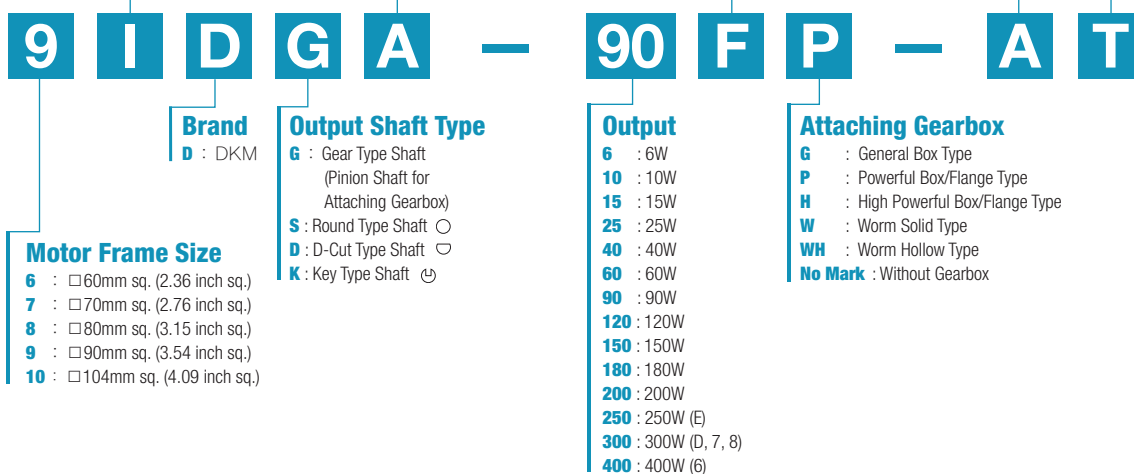 9 I D G A - 90 F P - A T
Brand
D : DKM
Output Shaft Type
G : Gear Type Shaft
(Pinion Shaft for
Attaching Gearbox)
S : Round Type Shaft
D : D-Cut Type Shaft
K : Key Type Shaft
Motor Frame Size
6 : □60mm sq. (2.36 inch sq.)
7 : □70mm sq. (2.76 inch sq.)
8 : □80mm sq. (3.15 inch sq.)
9 : □90mm sq. (3.54 inch sq.)
10 : □104mm sq. (4.09 inch sq.)
Output
6 : 6W
10 : 10W
15 : 15W
25 : 25W
40 : 40W
60 : 60W
90 : 90W
120 : 120W
150 : 150W
180 : 180W
200 : 200W
250 : 250W (E)
300 : 300W (D, 7, 8)
400 : 400W (6)
Attaching Gearbox
G : General Box Type
P : Powerful Box/Flange Type
H : High Powerful Box/Flange Type
W : Worm Solid Type
WH : Worm Hollow Type
No Mark : Without Gearbox